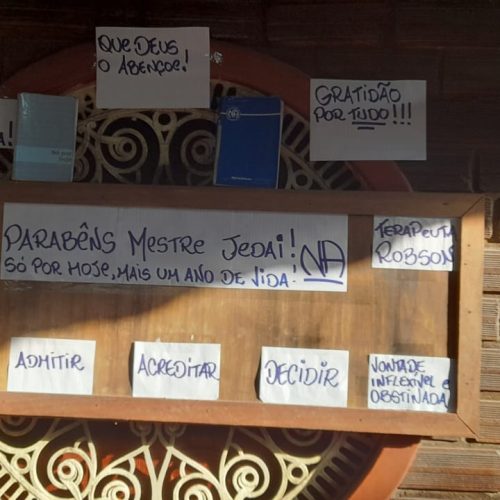 QUE DEUS
O ABENÇOE!
GRATIDÃO
POR TUDO!!!
A!
NA
PARABÊNS MESTRE JEDAI!
SÓ POR HOJE, MAIS UM ANO DE VIDA! NA
TERAPEUTA
ROBSON
ADMITIR
ACREDITAR
DECIDIR
VONTADE
INFLEXÍVEL e
OBSTINADA